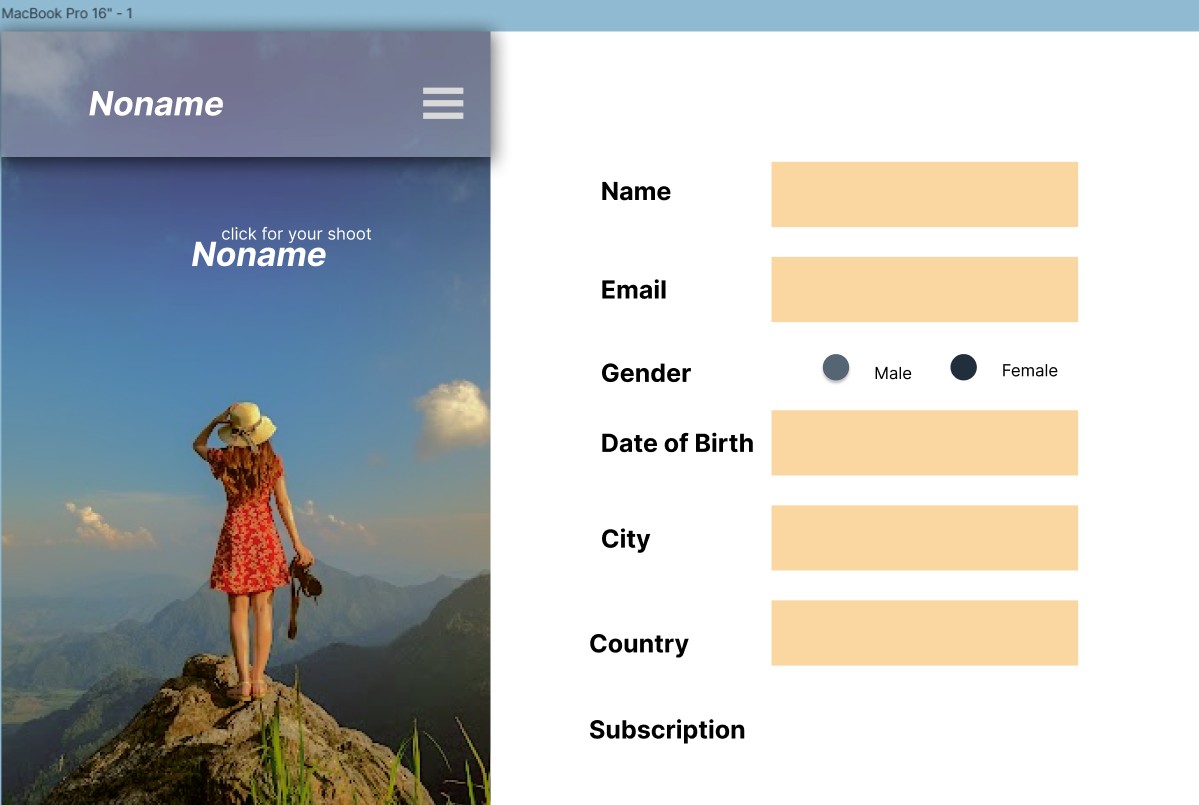 MacBook Pro 16" - 1
Noname
click for your shoot
Noname
Name
Email
Gender
Male
Female
Date of Birth
City
Country
Subscription